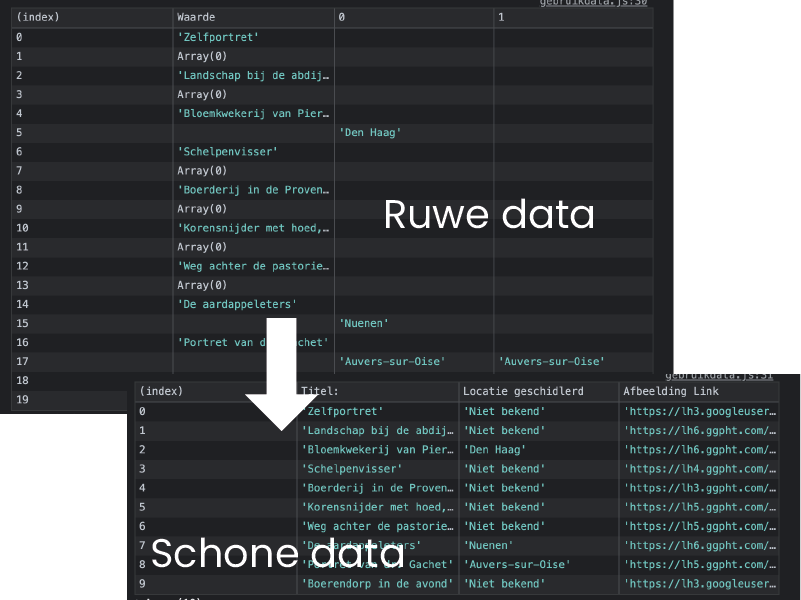 gebruikdata.js:30
(index) Waarde 0 1
0 'Zelfportret'
1 Array(0)
2 'Landschap bij de abdij…
3 Array(0)
4 'Bloemkwekerij van Pier…
5 'Den Haag'
6 'Schelpenvisser'
7 Array(0)
8 'Boerderij in de Proven…
9 Array(0)
10 'Korensnijder met hoed,…
11 Array(0)
12 'Weg achter de pastorie…
13 Array(0)
14 'De aardappeleters'
15 'Nuenen'
16 'Portret van d chet'
17 'Auvers-sur-Oise' 'Auvers-sur-Oise'
18
19
Ruwe data
gebruikdata.js:31
(index) Titel: Locatie geschidlerd Afbeelding Link
0 'Zelfportret' 'Niet bekend' 'https://lh3.googleuser…
1 'Landschap bij de abdij… 'Niet bekend' 'https://lh6.ggpht.com/…
2 'Bloemkwekerij van Pier… 'Den Haag' 'https://lh6.ggpht.com/…
3 'Schelpenvisser' 'Niet bekend' 'https://lh4.ggpht.com/…
4 'Boerderij in de Proven… 'Niet bekend' 'https://lh3.ggpht.com/…
5 'Korensnijder met hoed,… 'Niet bekend' 'https://lh5.ggpht.com/…
6 'Weg achter de pastorie… 'Niet bekend' 'https://lh5.ggpht.com/…
7 'De aardappeleters' 'Nuenen' 'https://lh6.ggpht.com/…
8 'Portret van dr. Gachet' 'Auvers-sur-Oise' 'https://lh5.ggpht.com/…
9 'Boerendorp in de avond' 'Niet bekend' 'https://lh3.googleuser…
Schone data